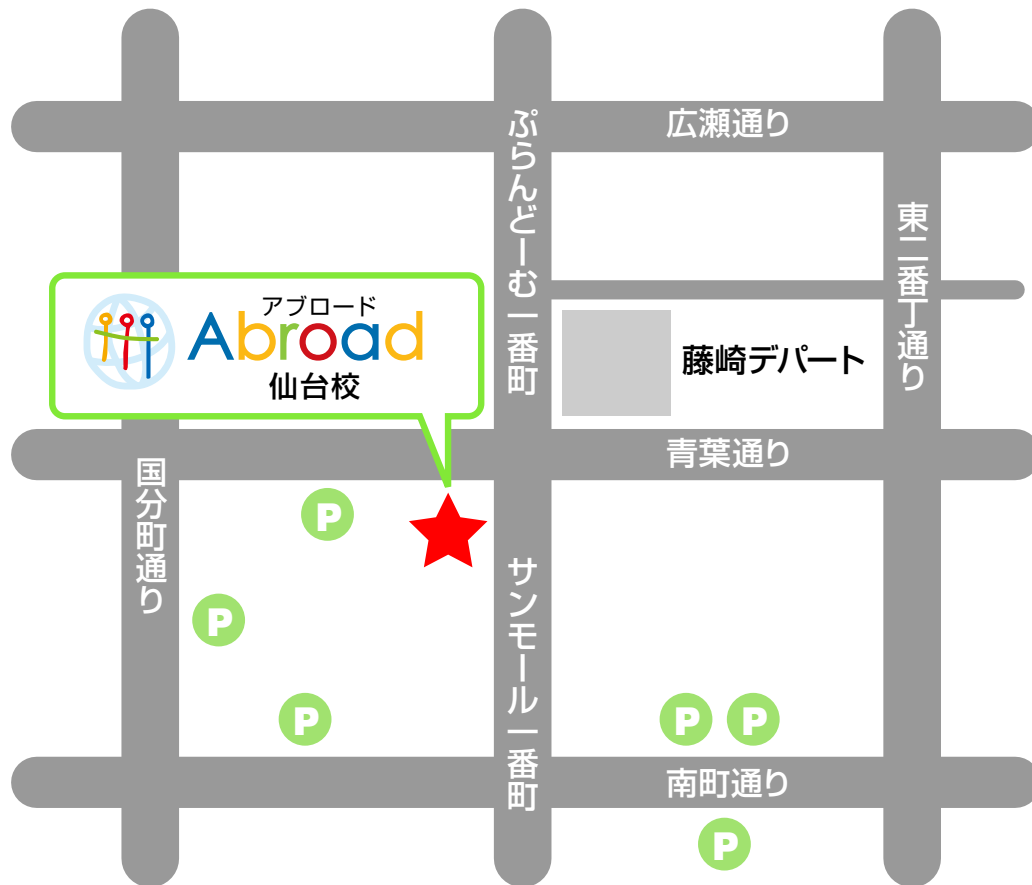 広瀬通り
ぷらんどーむ一番町
東二番丁通り
アブロード
Abroad
仙台校
藤崎デパート
青葉通り
国分町通り
P
サンモール一番町
P
P
P
P
南町通り
P